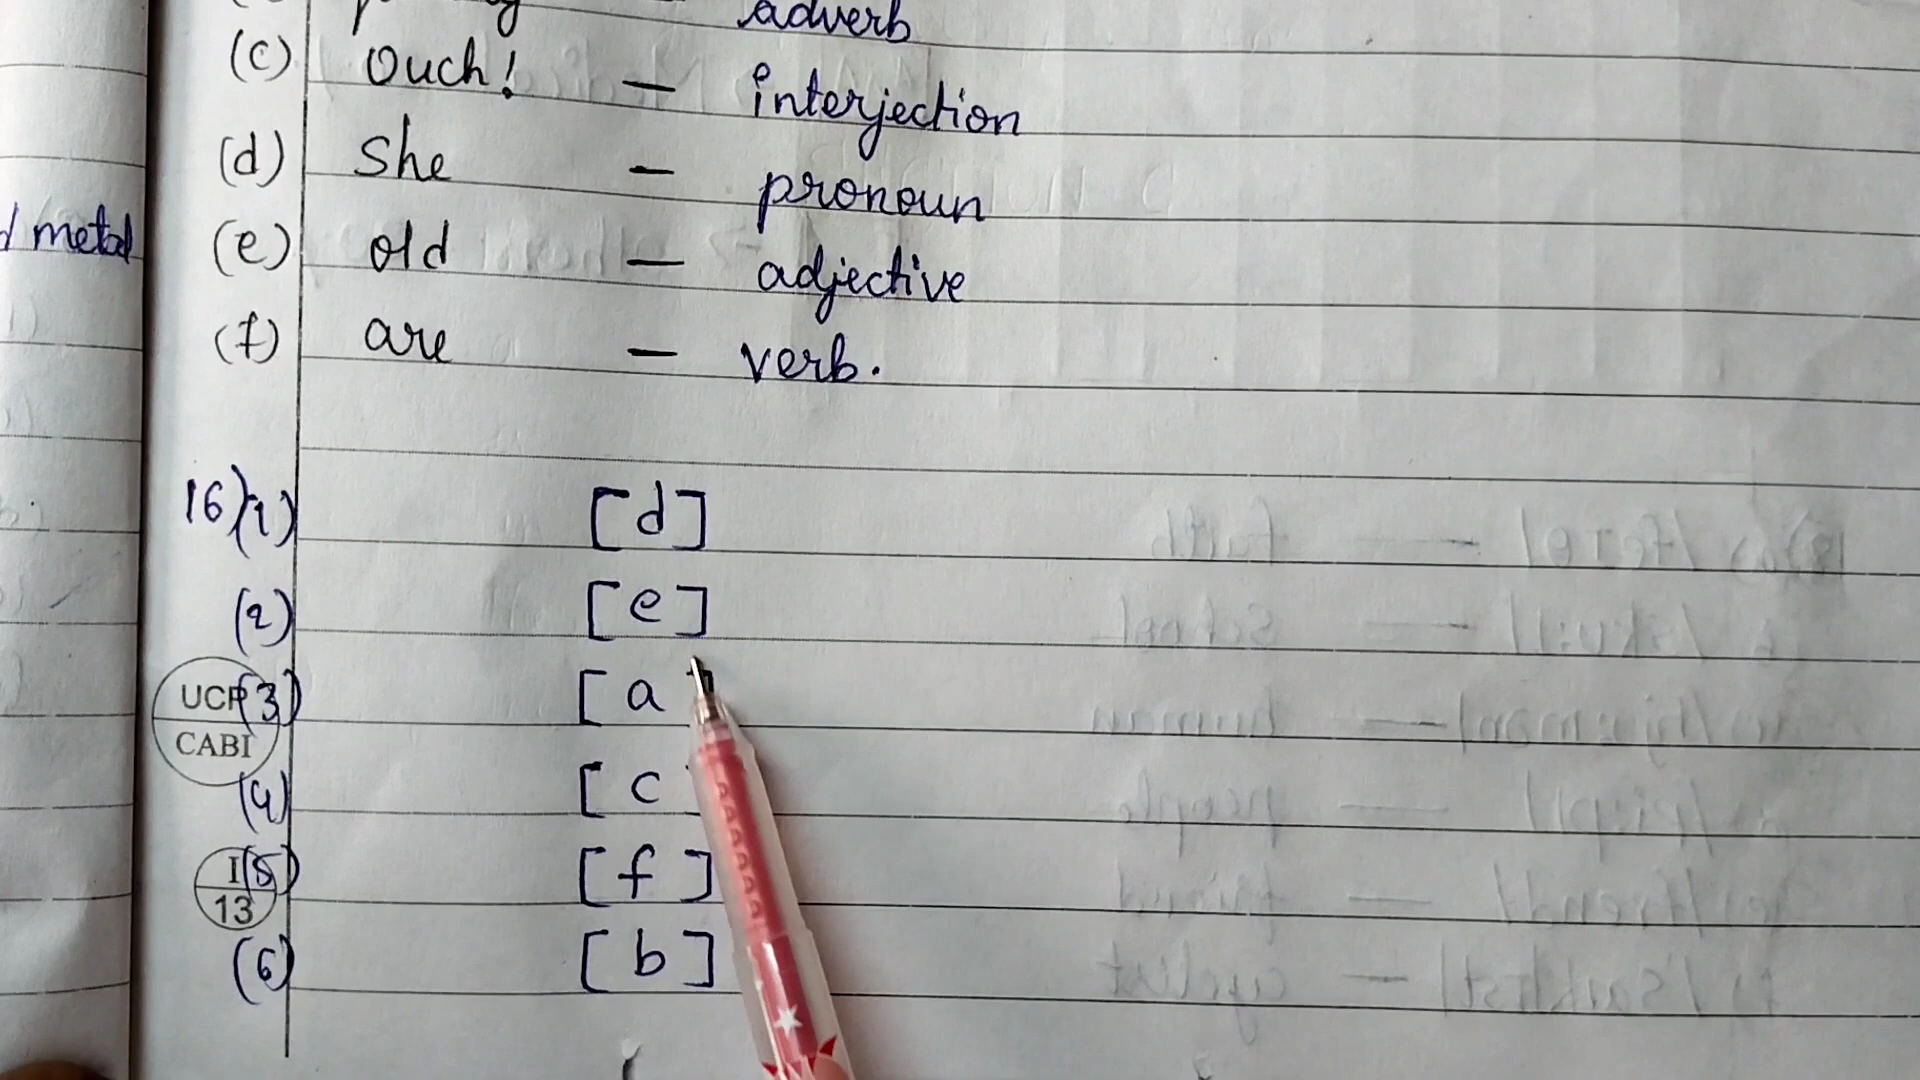 adverb
(c) Ouch! — interjection
(d) She — pronoun
(e) old — adjective
(f) are — verb.
metal
16)(1) [d]
(2) [e]
(3) [a
(4) [c
(5) [f]
(6) [b]
UCP
CABI
I
13